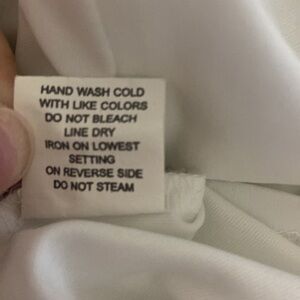 HAND WASH COLD
WITH LIKE COLORS
DO NOT BLEACH
LINE DRY
IRON ON LOWEST
SETTING
ON REVERSE SIDE
DO NOT STEAM